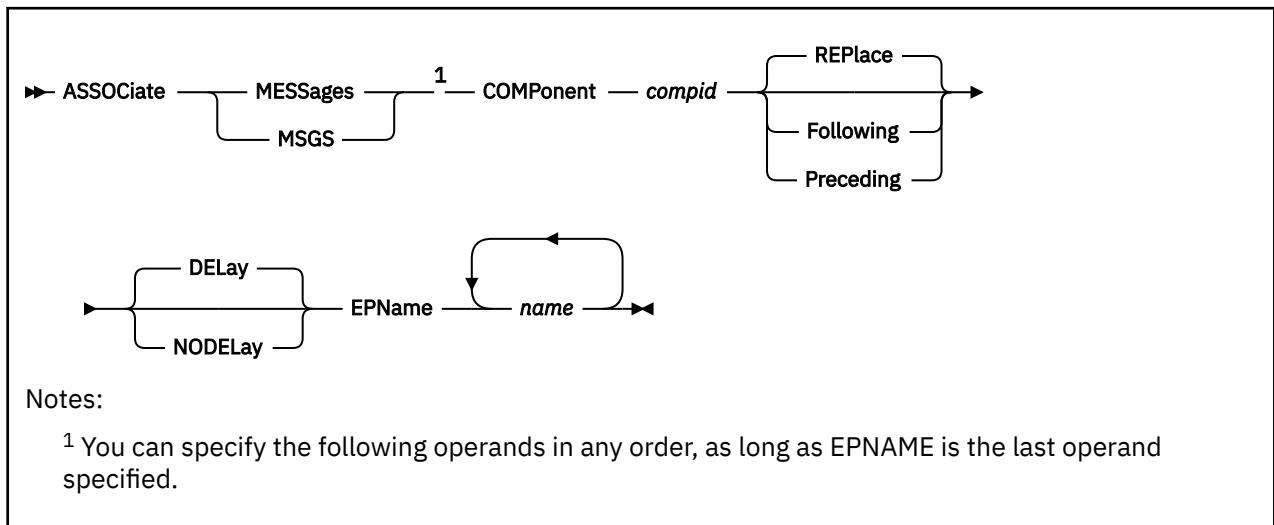 REPlace
ASSOCiate MESSages 1 COMPonent compid
MSGS Following
Preceding
DELay
EPName name
NODELay
Notes:
1 You can specify the following operands in any order, as long as EPNAME is the last operand
specified.